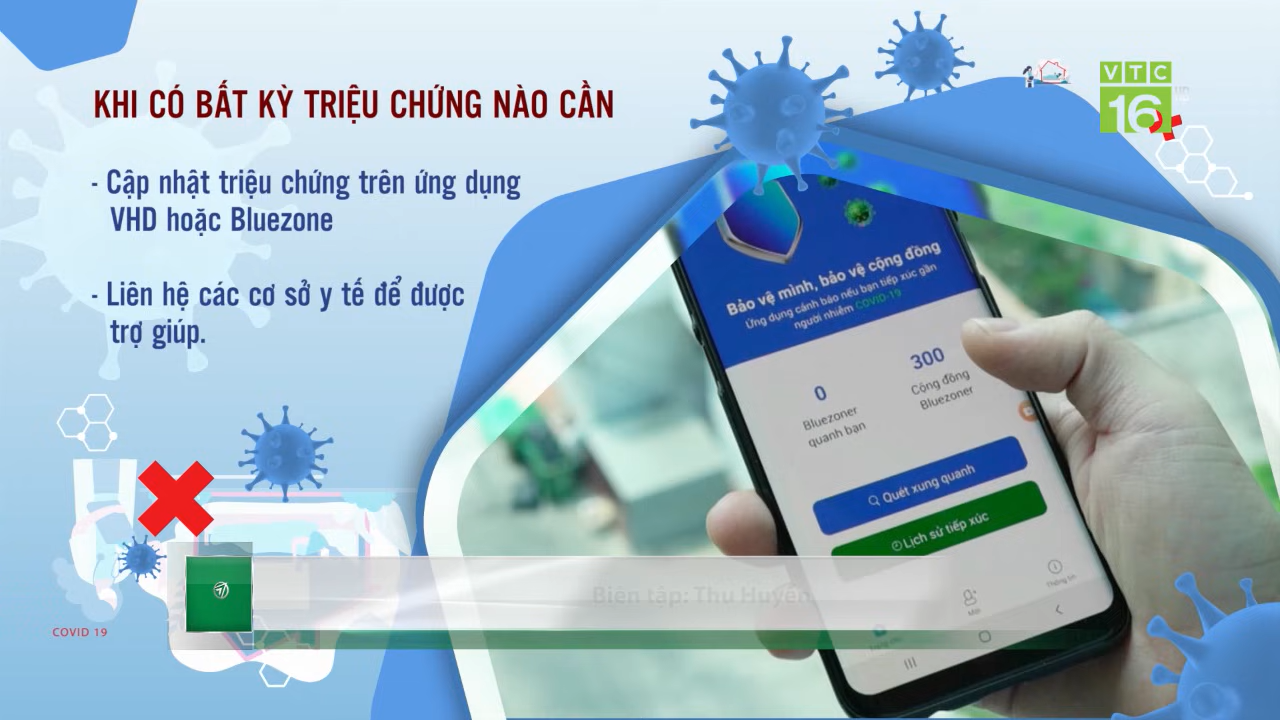 KHI CÓ BẤT KỲ TRIỆU CHỨNG NÀO CẦN
- Cập nhật triệu chứng trên ứng dụng
VHD hoặc Bluezone
- Liên hệ các cơ sở y tế để được
trợ giúp.
VTC
16
Bảo vệ mình, bảo vệ cộng đồng
Ứng dụng cảnh báo nếu bạn tiếp xúc gần
người nhiễm COVID-19
0
Bluezoner
quanh bạn
300
Cộng đồng
Bluezoner
Quét xung quanh
Lịch sử tiếp xúc
Mời
Thông tin
Biên tập: Thu Huyền
COVID 19